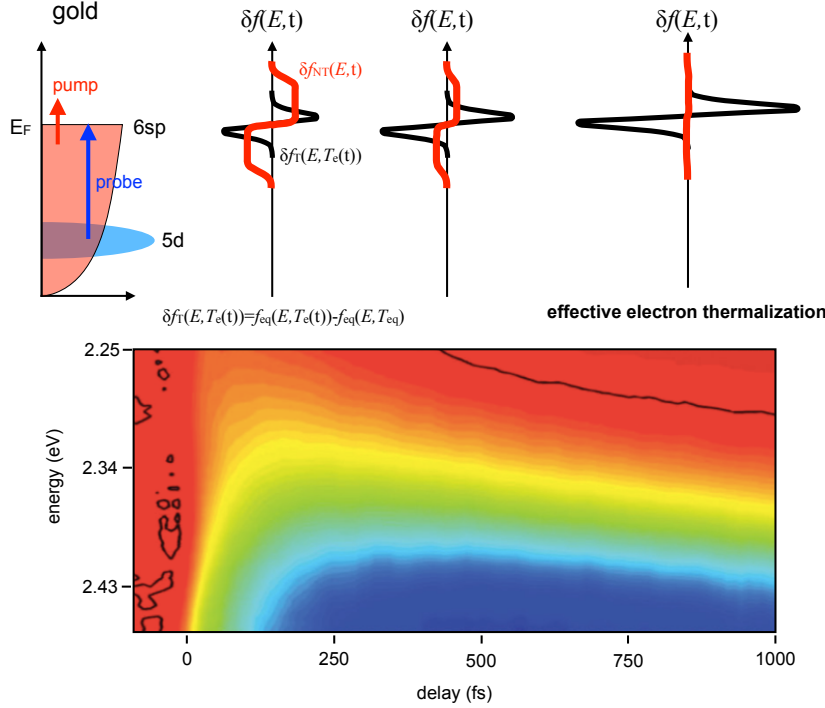 gold
δf(E,t)
δf(E,t)
δf(E,t)
pump
δfNT(E,t)
EF
6sp
δfT(E,Te(t))
probe
5d
δfT(E,Te(t))=feq(E,Te(t))-feq(E,Teq)
effective electron thermalization
2.25
2.34
2.43
energy (eV)
0
250
500
750
1000
delay (fs)